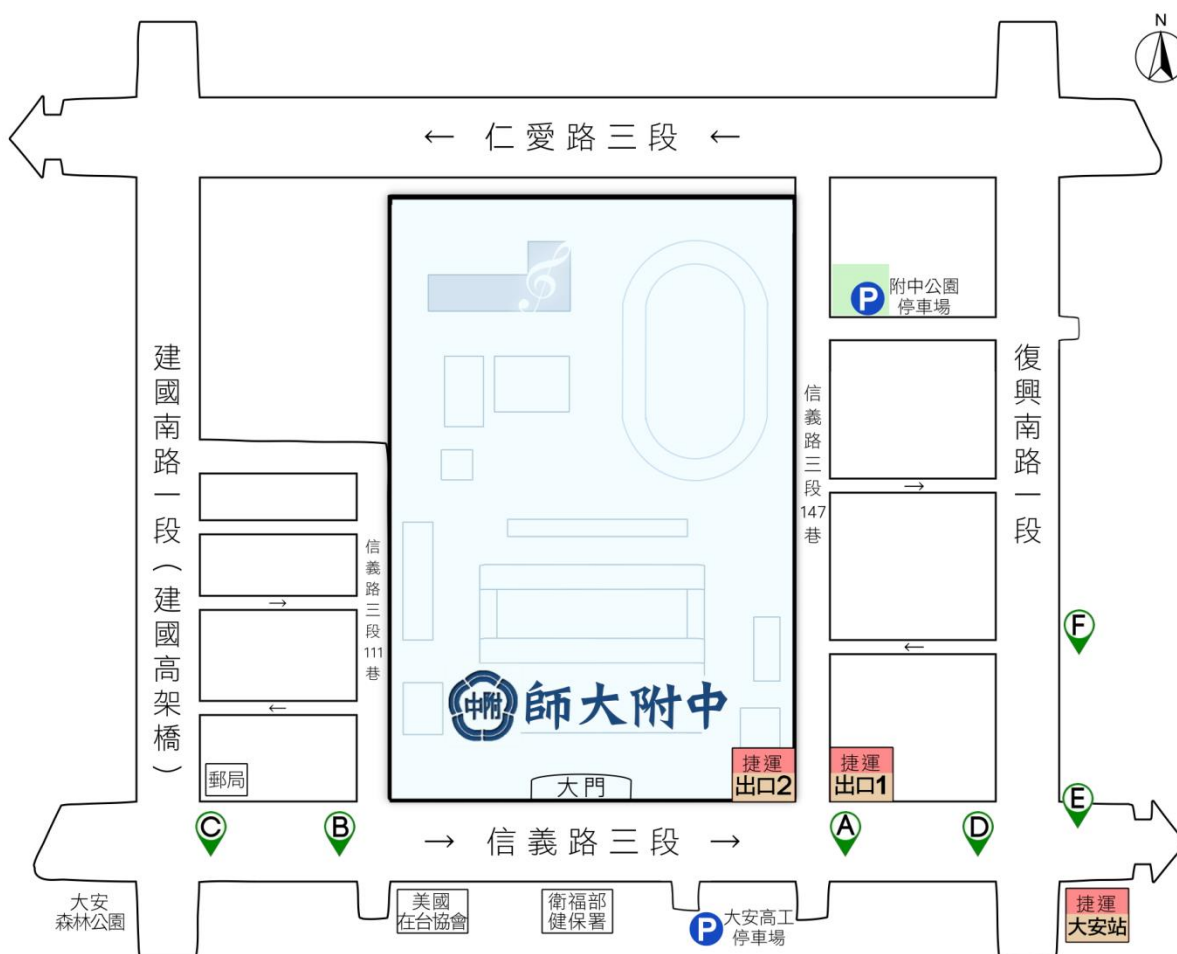 N
← 仁愛路三段 ←
P
附中公園
停車場
建國南路一段（建國高架橋）
復興南路一段
信義路三段147巷
→
信義路三段111巷
→
←
←
F
附中
師大附中
郵局
大門
捷運
出口2
捷運
出口1
C
B
→ 信義路三段 →
A
D
E
大安
森林公園
美國
在台協會
衛福部
健保署
P
大安高工
停車場
捷運
大安站